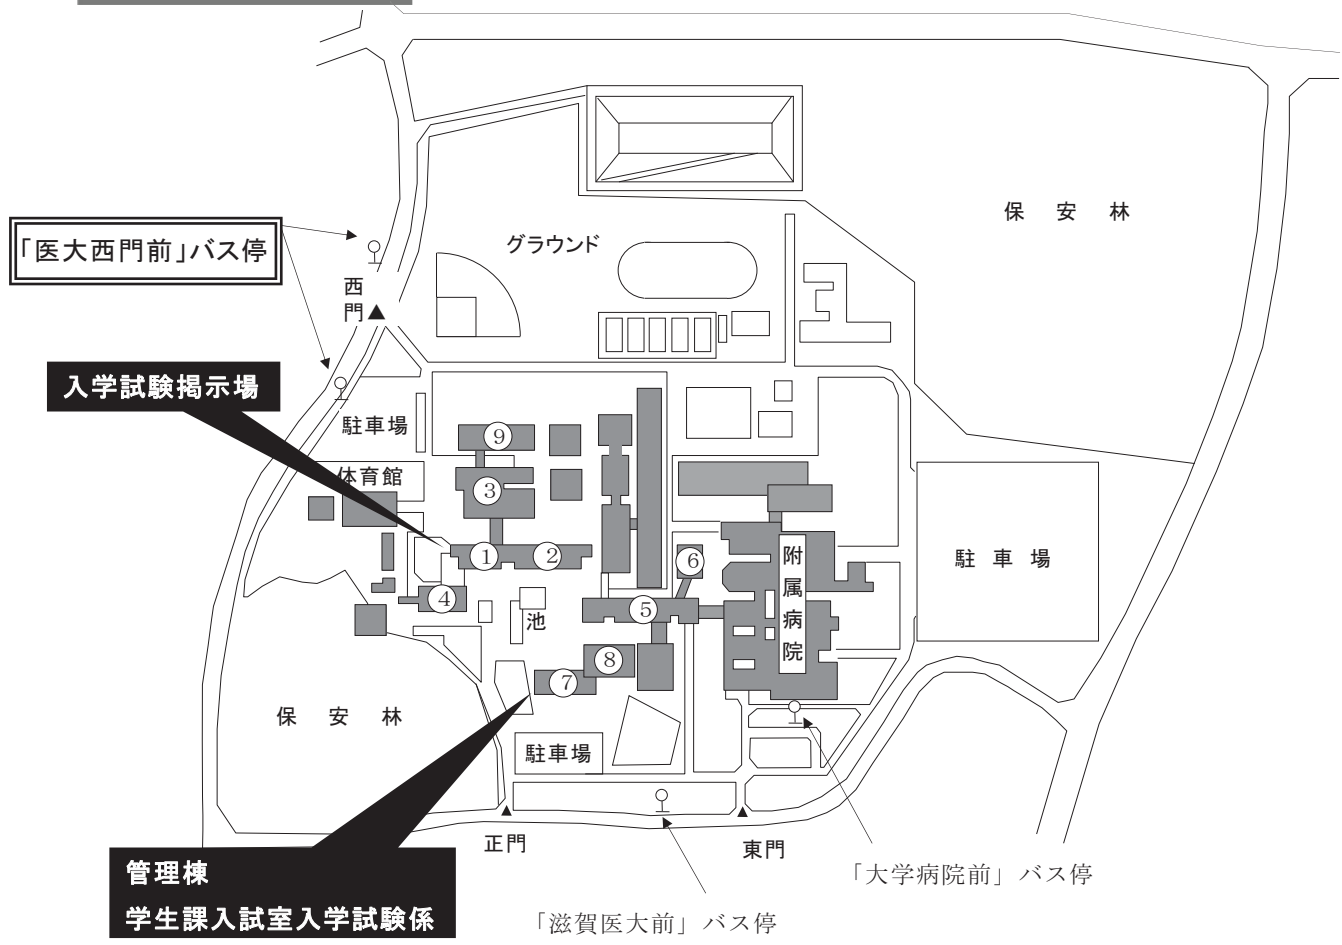 保 安 林
グラウンド
「医大西門前」バス停
西門
入学試験掲示場
駐車場
体育館
⑨
③
①
②
⑥
④
⑤
池
⑧
⑦
附属病院
駐 車 場
保 安 林
駐車場
正門
東門
管理棟
学生課入試室入学試験係
「大学病院前」バス停
「滋賀医大前」バス停